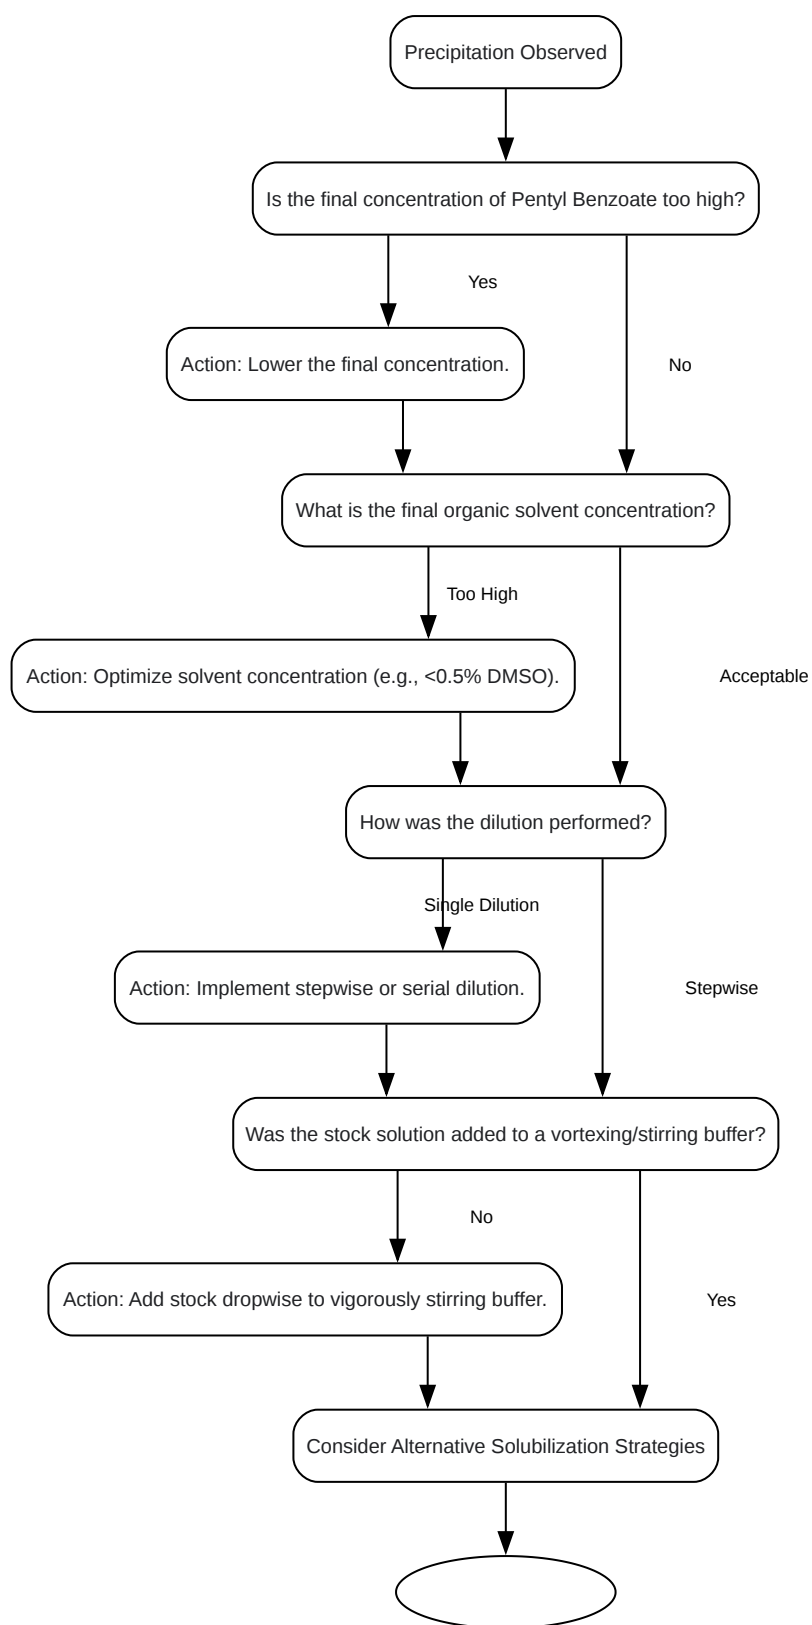 Precipitation Observed
Is the final concentration of Pentyl Benzoate too high?
Yes
Action: Lower the final concentration.
No
What is the final organic solvent concentration?
Too High
Action: Optimize solvent concentration (e.g., <0.5% DMSO).
Acceptable
How was the dilution performed?
Single Dilution
Action: Implement stepwise or serial dilution.
Stepwise
Was the stock solution added to a vortexing/stirring buffer?
No
Action: Add stock dropwise to vigorously stirring buffer.
Yes
Consider Alternative Solubilization Strategies